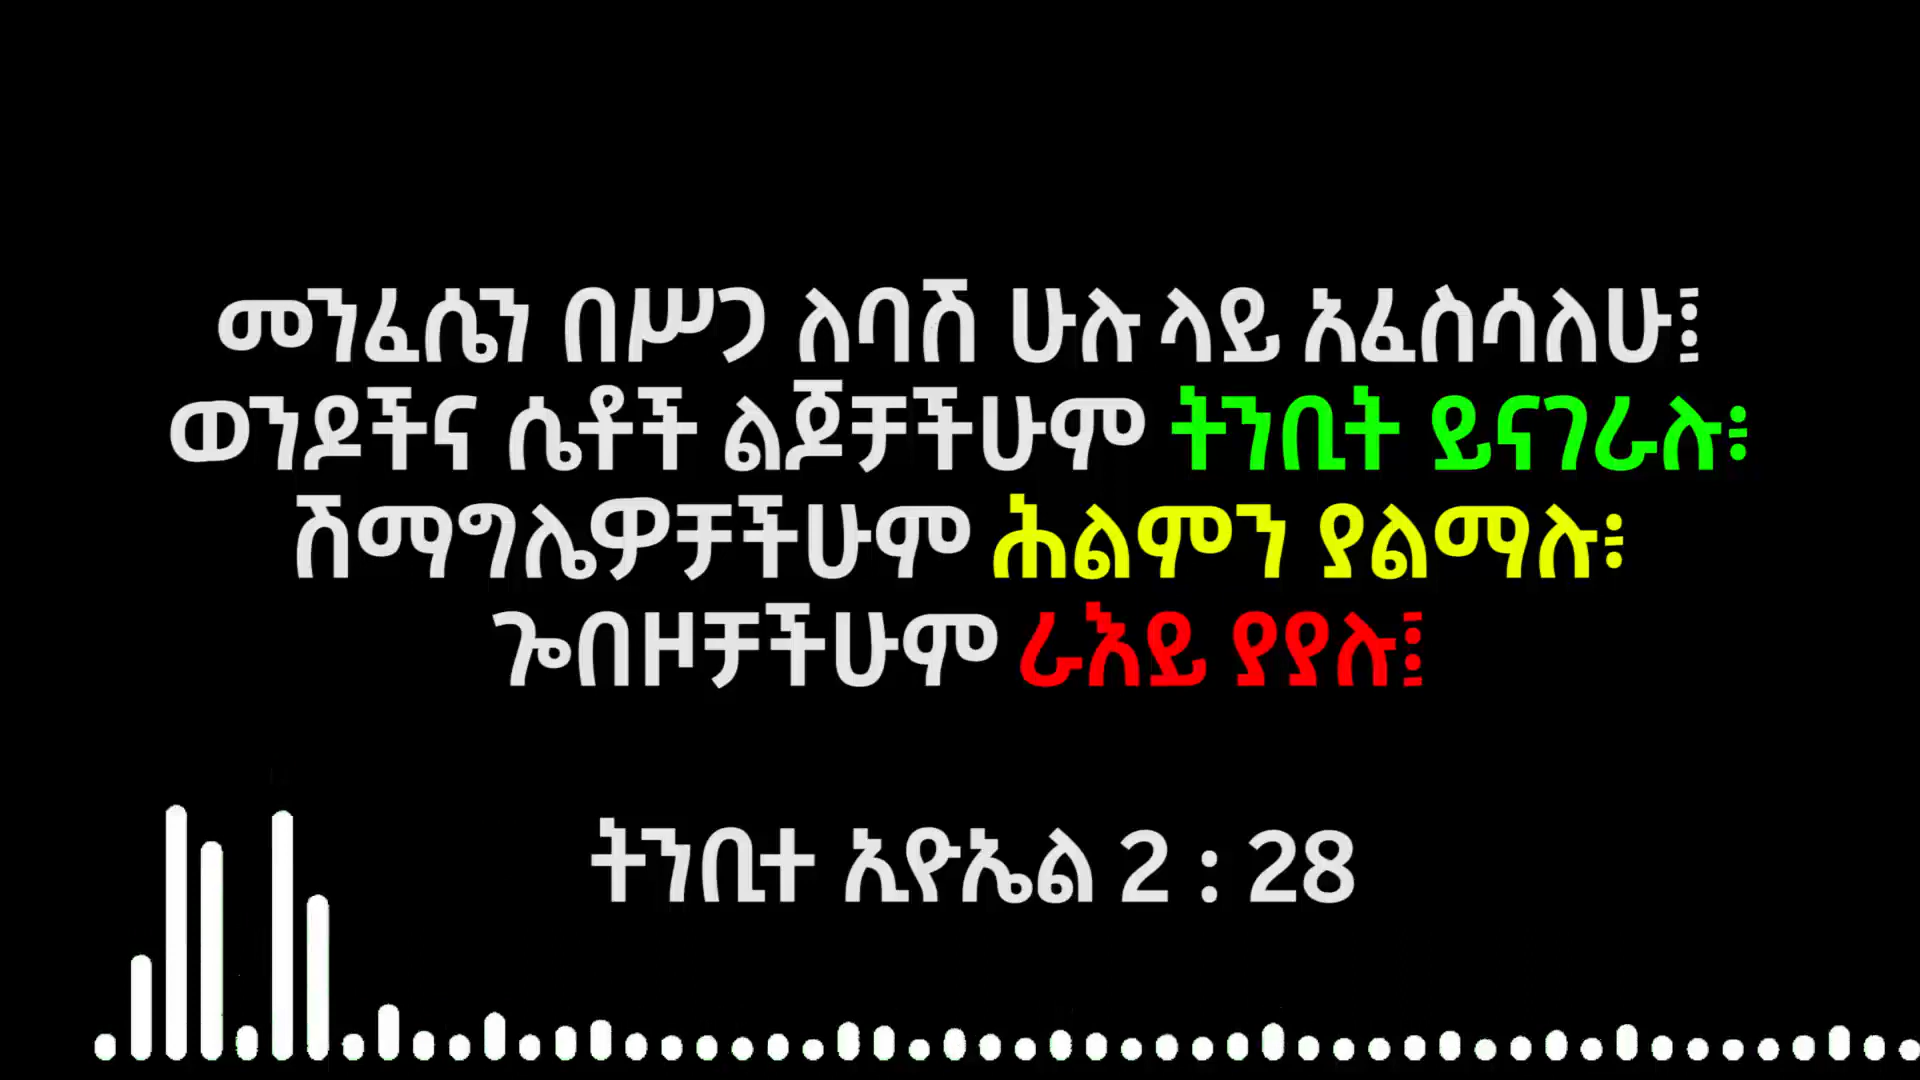 መንፈሴን በሥጋ ለባሽ ሁሉ ላይ አፈስሳለሁ፤
ወንዶችና ሴቶች ልጆቻችሁም ትንቢት ይናገራሉ፥
ሽማግሌዎቻችሁም ሕልምን ያልማሉ፥
ጐበዞቻችሁም ራእይ ያያሉ፤
ትንቢተ ኢዮኤል 2 : 28